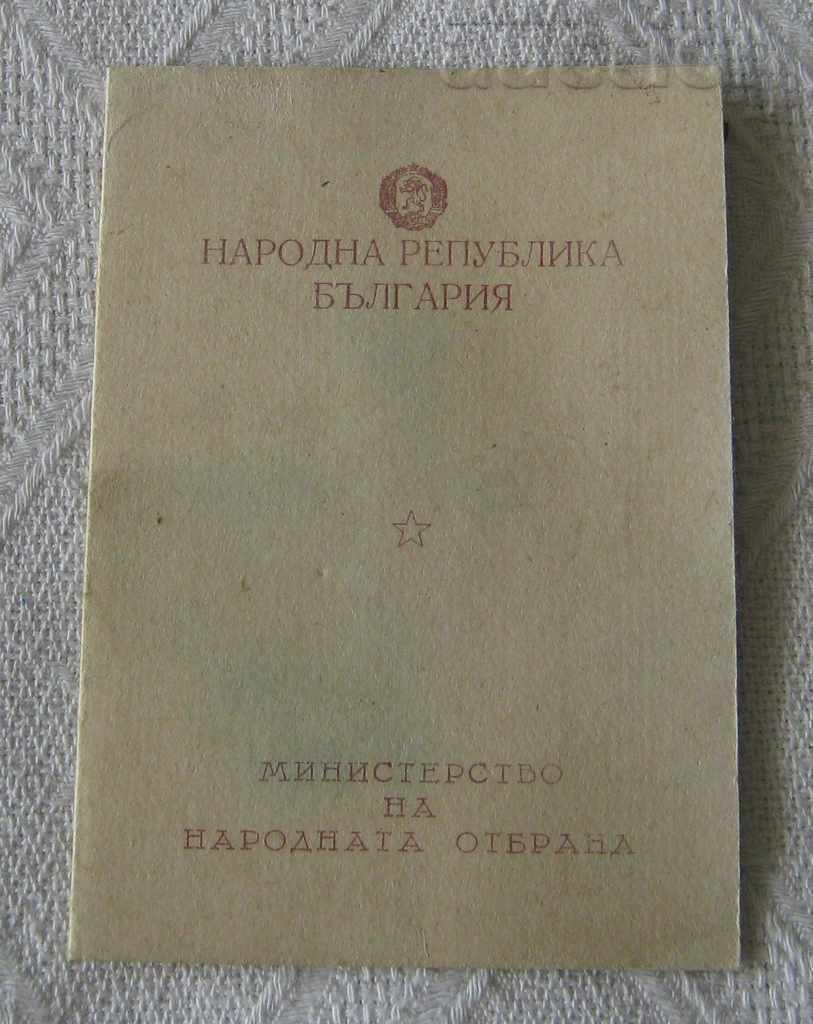 НАРОДНА РЕПУБЛИКА
БЪЛГАРИЯ
МИНИСТЕРСТВО
НА
НАРОДНАТА ОТБРАНА